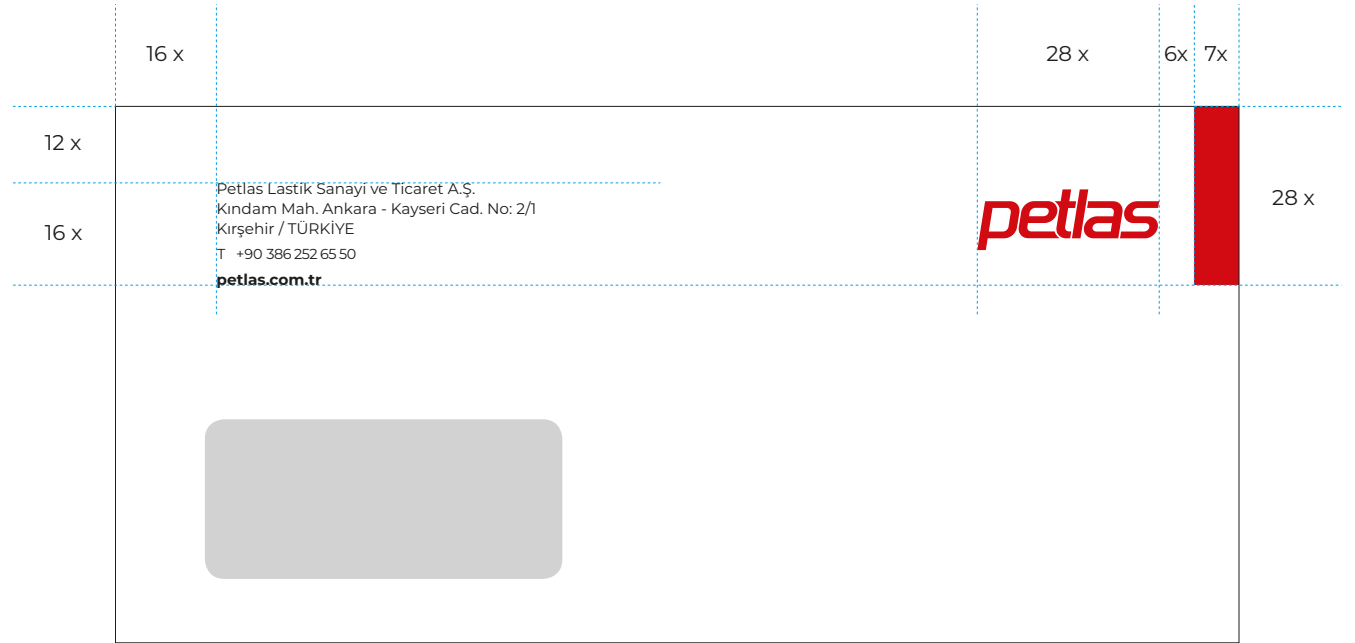 16 x
28 x
6x
7x
12 x
16 x
Petlas Lastik Sanayi ve Ticaret A.Ş.
Kındam Mah. Ankara - Kayseri Cad. No: 2/1
Kırşehir / TÜRKİYE
T +90 386 252 65 50
petlas.com.tr
petlas
28 x